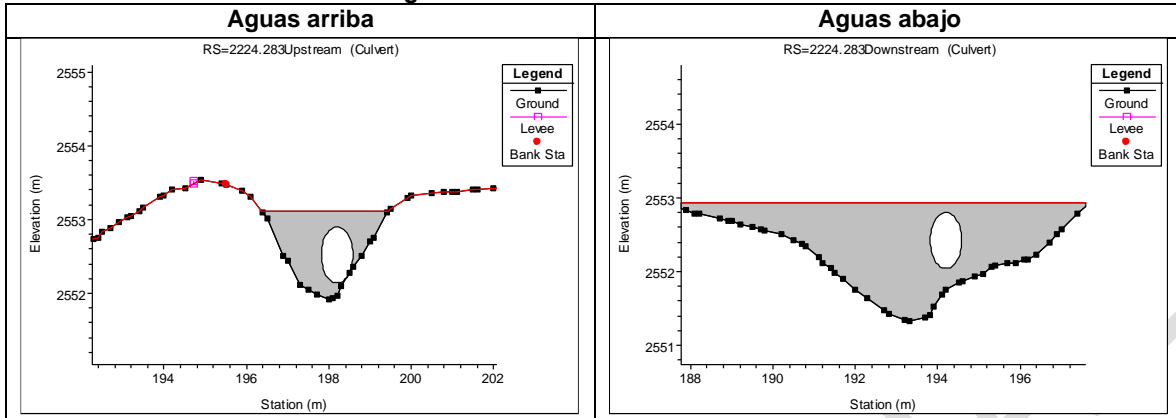 Aguas arriba
Aguas abajo
RS=2224.283Upstream (Culvert)
2555
2554
2553
2552
Elevation (m)
194
196
198
200
202
Station (m)
Legend
Ground
Levee
Bank Sta
RS=2224.283Downstream (Culvert)
2554
2553
2552
2551
Elevation (m)
188
190
192
194
196
Station (m)
Legend
Ground
Levee
Bank Sta